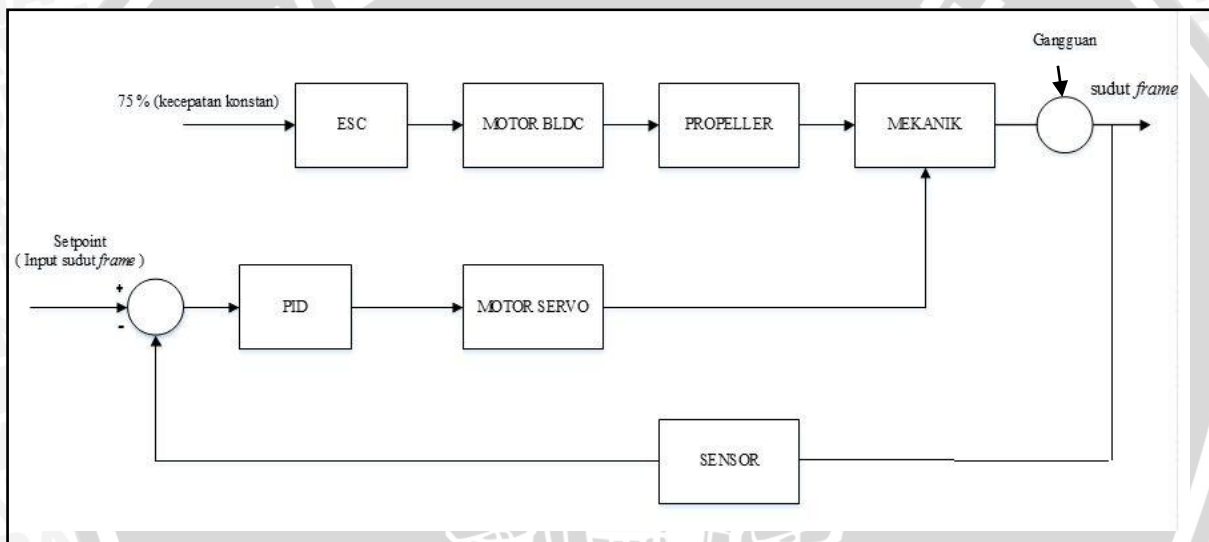 Gangguan
75% (kecepatan konstan)
ESC
MOTOR BLDC
PROPELLER
MEKANIK
sudut frame
Setpoint
( Input sudut frame )
+
-
PID
MOTOR SERVO
SENSOR